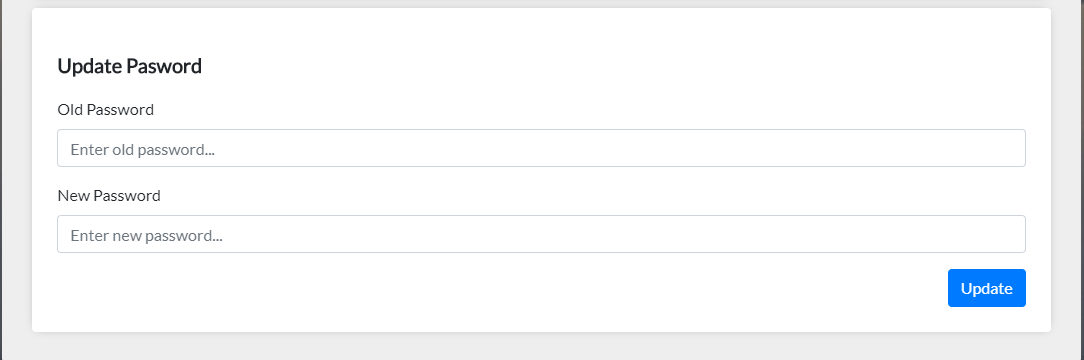 Update Pasword
Old Password
Enter old password...
New Password
Enter new password...
Update